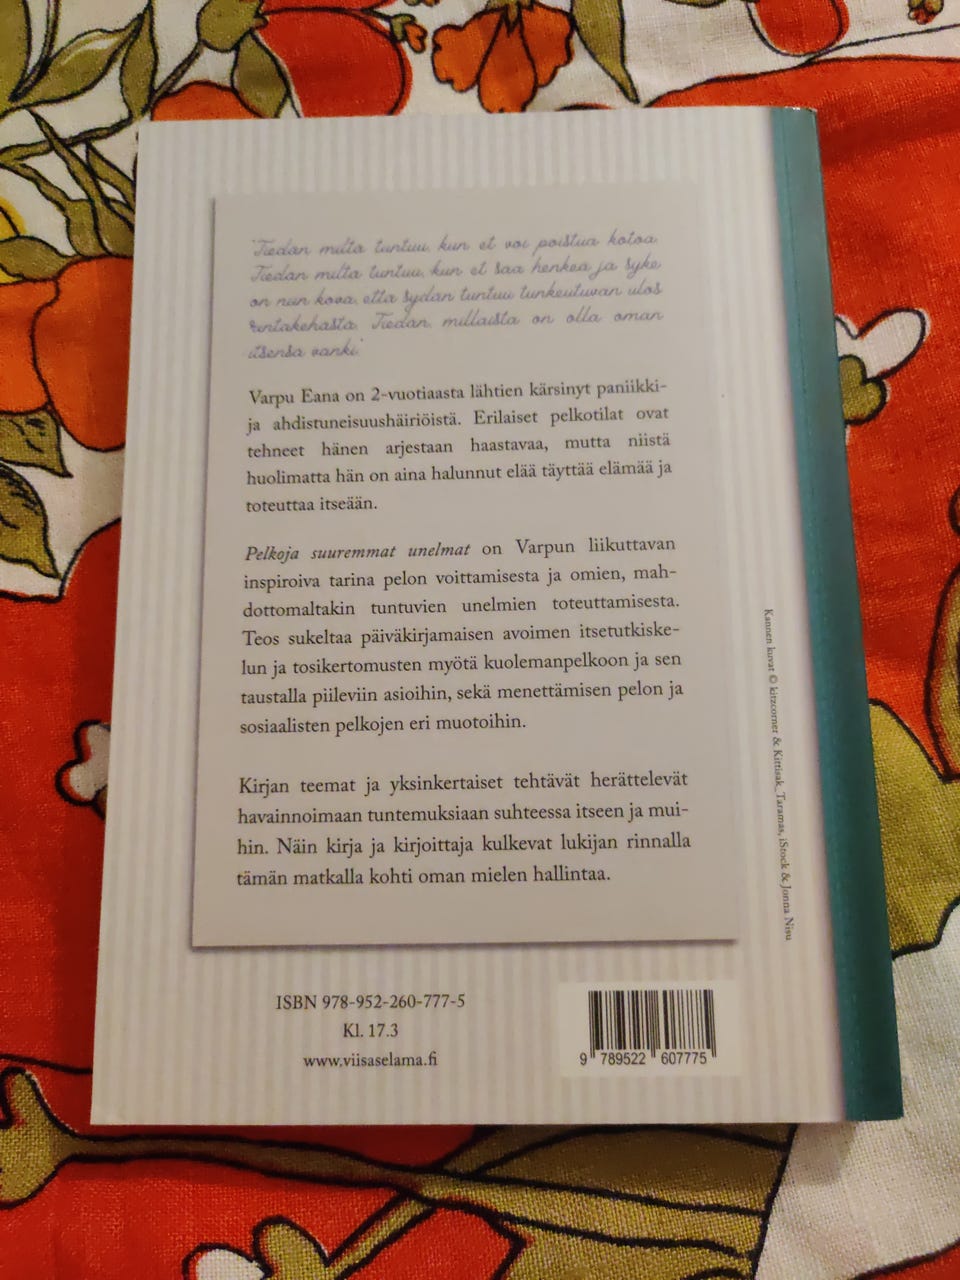 "Tiedän miltä tuntuu, kun et voi poistua kotoa.
Tiedän miltä tuntuu, kun et saa henkeä ja syke
on niin kova, että sydän tuntuu tunkeutuvan ulos
rintakehästä. Tiedän, millaista on olla oman
itsensä vanki."
Varpu Eana on 2-vuotiaasta lähtien kärsinyt paniikki-
ja ahdistuneisuushäiriöistä. Erilaiset pelkotilat ovat
tehneet hänen arjestaan haastavaa, mutta niistä
huolimatta hän on aina halunnut elää täyttää elämää ja
toteuttaa itseään.
Pelkoja suuremmat unelmat on Varpun liikuttavan
inspiroiva tarina pelon voittamisesta ja omien, mah-
dottomaltakin tuntuvien unelmien toteuttamisesta.
Teos sukeltaa päiväkirjamaisen avoimen itsetutkiske-
lun ja tosikertomusten myötä kuolemanpelkoon ja sen
taustalla piileviin asioihin, sekä menettämisen pelon ja
sosiaalisten pelkojen eri muotoihin.
Kirjan teemat ja yksinkertaiset tehtävät herättelevät
havainnoimaan tuntemuksiaan suhteessa itseen ja mui-
hin. Näin kirja ja kirjoittaja kulkevat lukijan rinnalla
tämän matkalla kohti oman mielen hallintaa.
Kannen kuvat © kitzcorner & Kittisak_Taramas, iStock & Jonna Nisu
ISBN 978-952-260-777-5
Kl. 17.3
www.viisaselama.fi
9 789522 607775